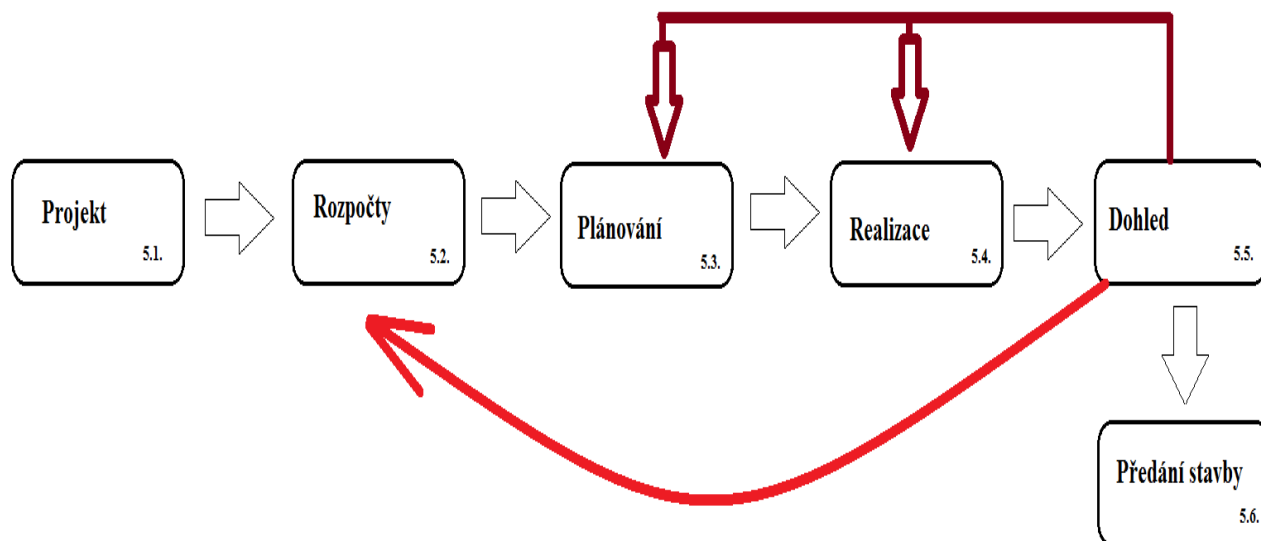 Projekt
5.1.
Rozpočty
5.2.
Plánování
5.3.
Realizace
5.4.
Dohled
5.5.
Předání stavby
5.6.